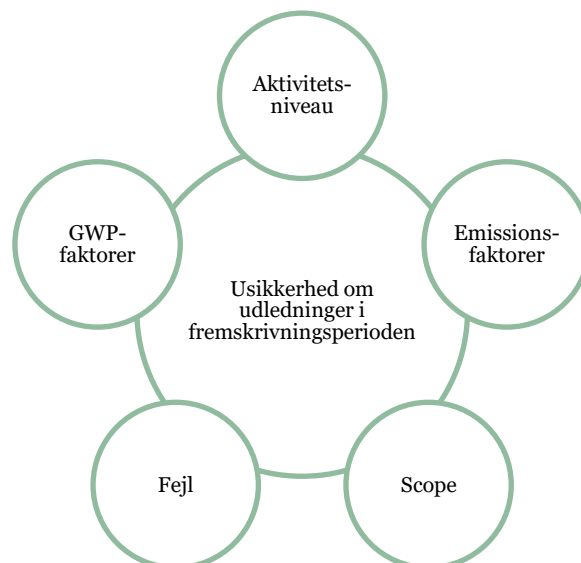 Aktivitets-
niveau
GWP-
faktorer
Emissions-
faktorer
Usikkerhed om
udledninger i
fremskrivningsperioden
Fejl
Scope